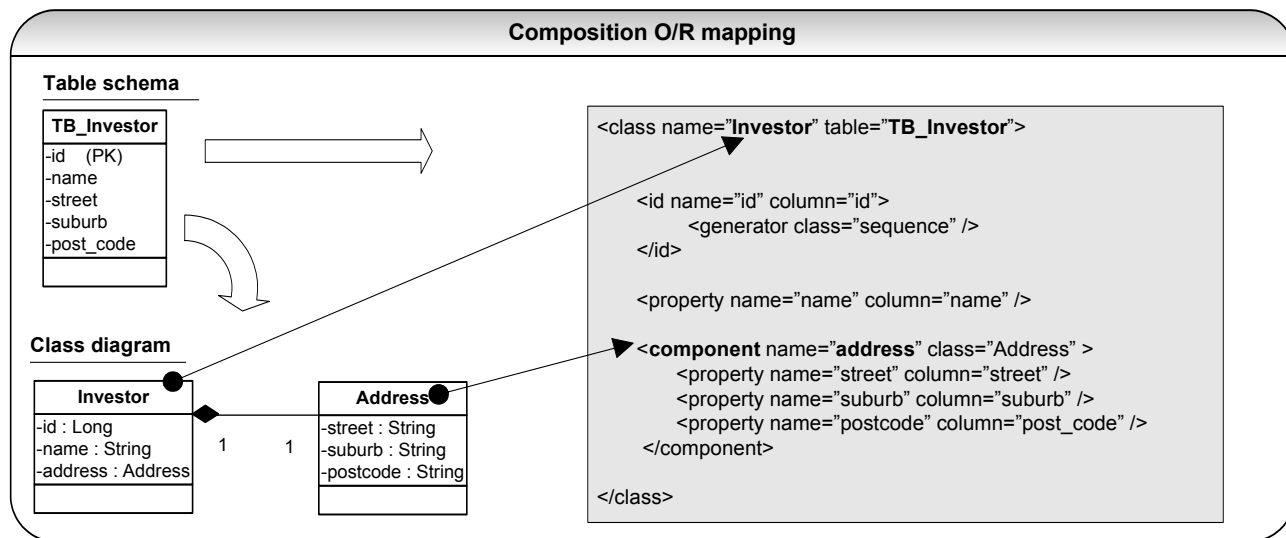 Composition O/R mapping
Table schema
TB_Investor
-id (PK)
-name
-street
-suburb
-post_code
Class diagram
Investor
-id : Long
-name : String
-address : Address
1
1
Address
-street : String
-suburb : String
-postcode : String
<class name=”Investor” table=”TB_Investor”>
<id name=”id” column=”id”>
<generator class=”sequence” />
</id>
<property name=”name” column=”name” />
<component name=”address” class=”Address” >
<property name=”street” column=”street” />
<property name=”suburb” column=”suburb” />
<property name=”postcode” column=”post_code” />
</component>
</class>